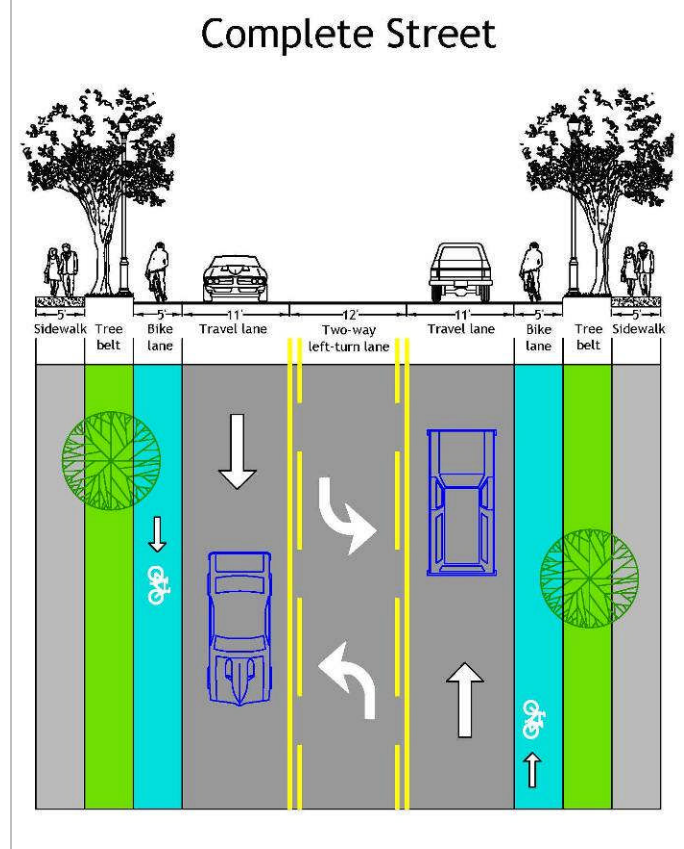 Complete Street
5'
5'
11'
12'
11'
5'
5'
Sidewalk
Tree
belt
Bike
lane
Travel lane
Two-way
left-turn lane
Travel lane
Bike
lane
Tree
belt
Sidewalk